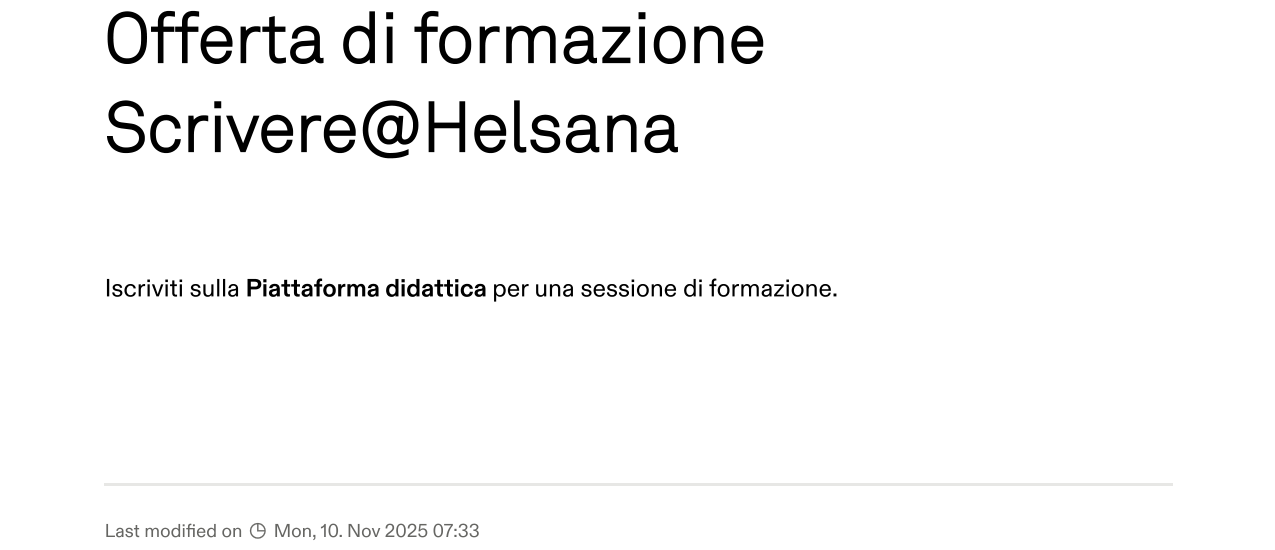 Offerta di formazione
Scrivere@Helsana
Iscriviti sulla Piattaforma didattica per una sessione di formazione.
Last modified on Mon, 10. Nov 2025 07:33